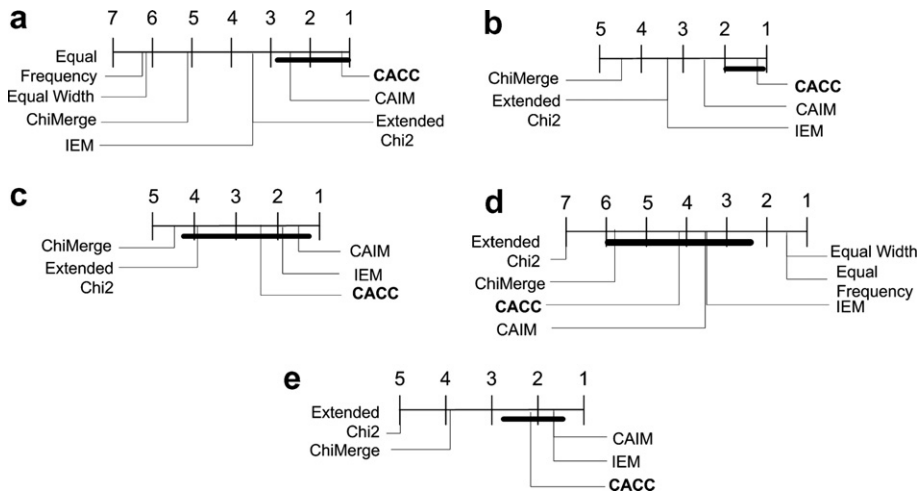 a
7 6 5 4 3 2 1
Equal
Frequency
Equal Width
ChiMerge
IEM
CACC
CAIM
Extended
Chi2
b
5 4 3 2 1
ChiMerge
Extended
Chi2
CACC
CAIM
IEM
c
5 4 3 2 1
ChiMerge
Extended
Chi2
CAIM
IEM
CACC
d
7 6 5 4 3 2 1
Extended
Chi2
ChiMerge
CACC
CAIM
Equal Width
Equal
Frequency
IEM
e
5 4 3 2 1
Extended
Chi2
ChiMerge
CAIM
IEM
CACC